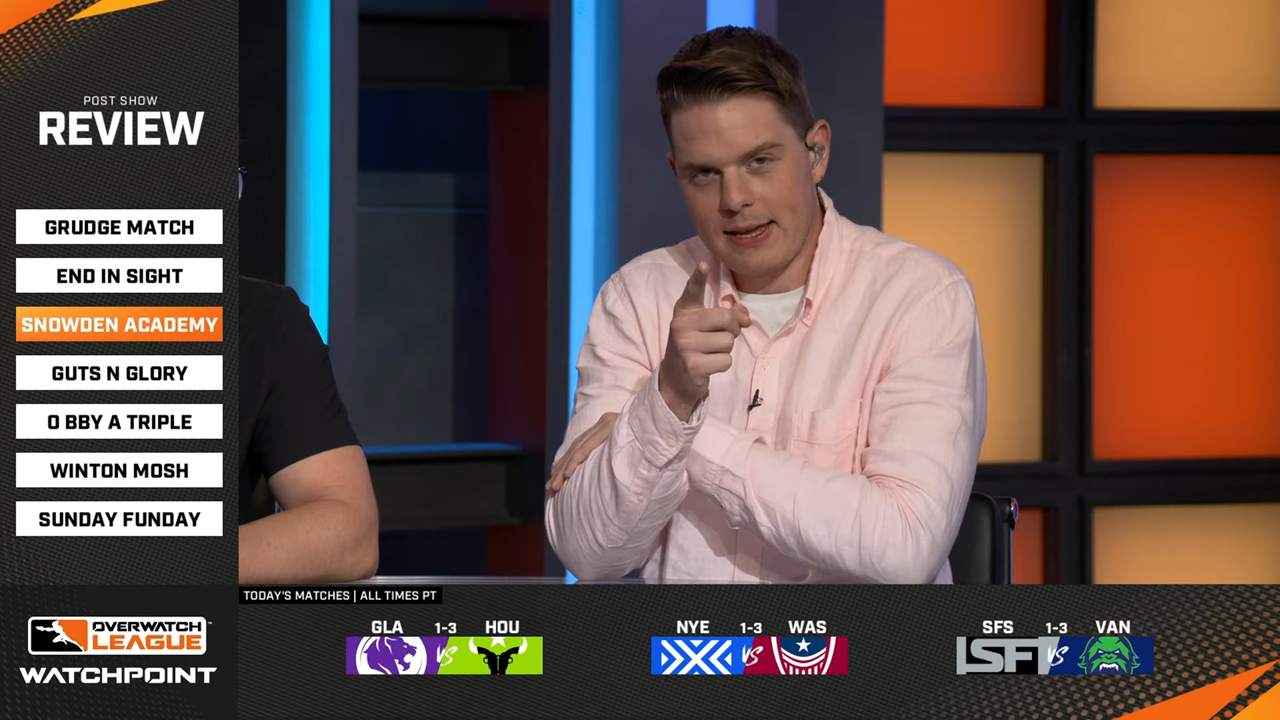 POST SHOW
REVIEW
GRUDGE MATCH
END IN SIGHT
SNOWDEN ACADEMY
GUTS N GLORY
O BBY A TRIPLE
WINTON MOSH
SUNDAY FUNDAY
OVERWATCH
LEAGUE
WATCHPOINT
TODAY'S MATCHES | ALL TIMES PT
GLA 1-3 HOU
VS
NYE 1-3 WAS
VS
SFS 1-3 VAN
SF VS